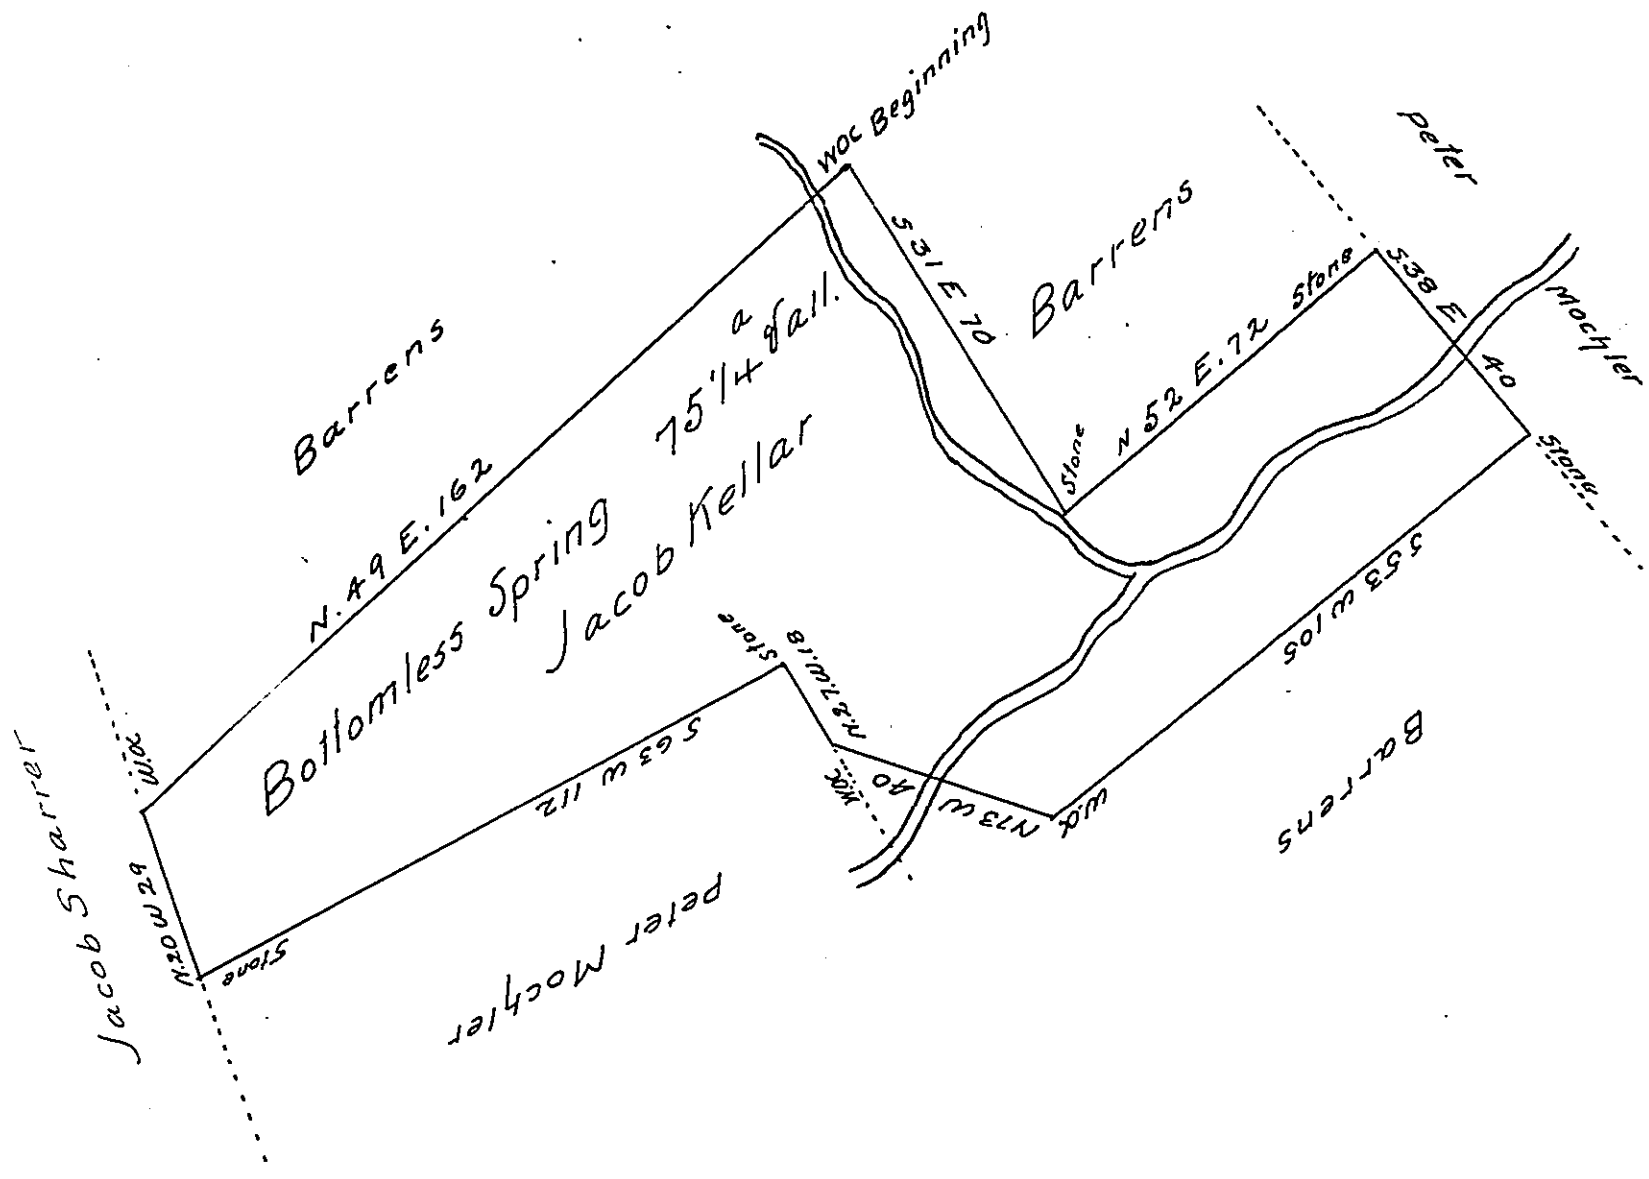 WOC Beginning
S 31 E 70
Barrens
Peter
Mochler
Stone
N 52 E. 72
Stone
S. 38 E 40
Stone
S 53 W 105
Barrens
W.O.
N 73 W 40
W.O.
N. 27. W. 18
Stone
S 63 W 112
Peter Mochler
Stone
N. 20 W 29
Jacob Sharrer
W.O.
N. 49 E. 162
Barrens
Bottomless Spring
75 1/4 a & all.
Jacob Kellar